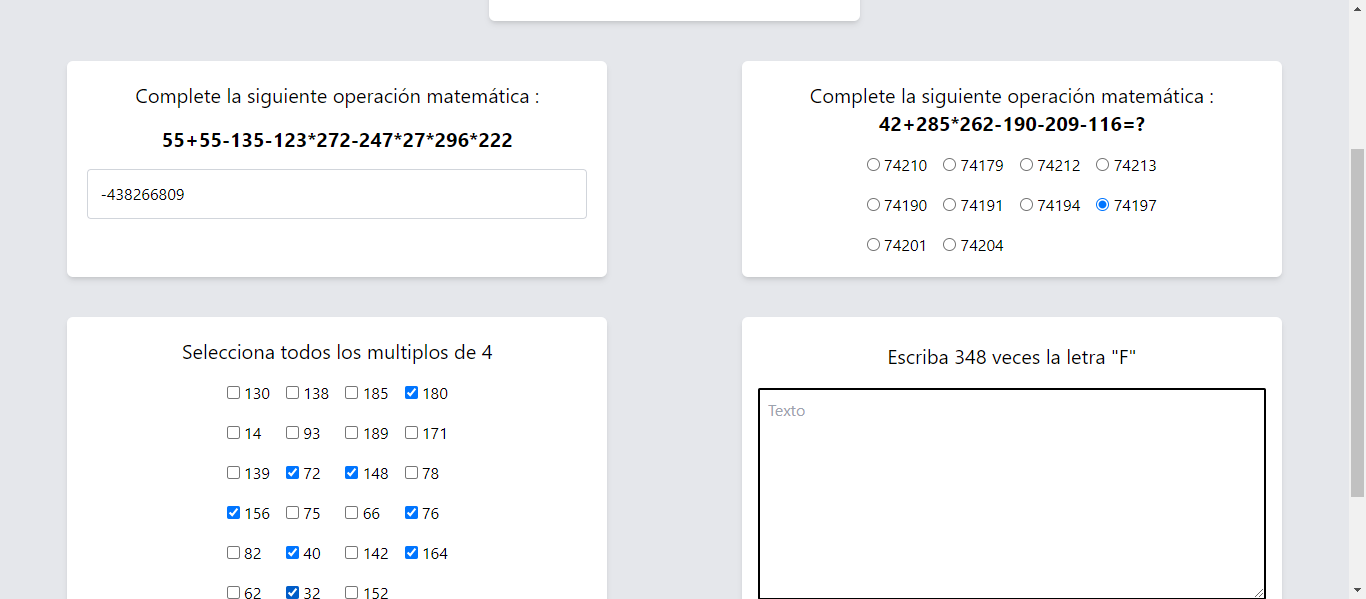 Complete la siguiente operación matemática :
55+55-135-123*272-247*27*296*222
-438266809
Complete la siguiente operación matemática :
42+285*262-190-209-116=?
74210 74179 74212 74213
74190 74191 74194 74197
74201 74204
Selecciona todos los multiplos de 4
130 138 185 180
14 93 189 171
139 72 148 78
156 75 66 76
82 40 142 164
62 32 152
Escriba 348 veces la letra "F"
Texto